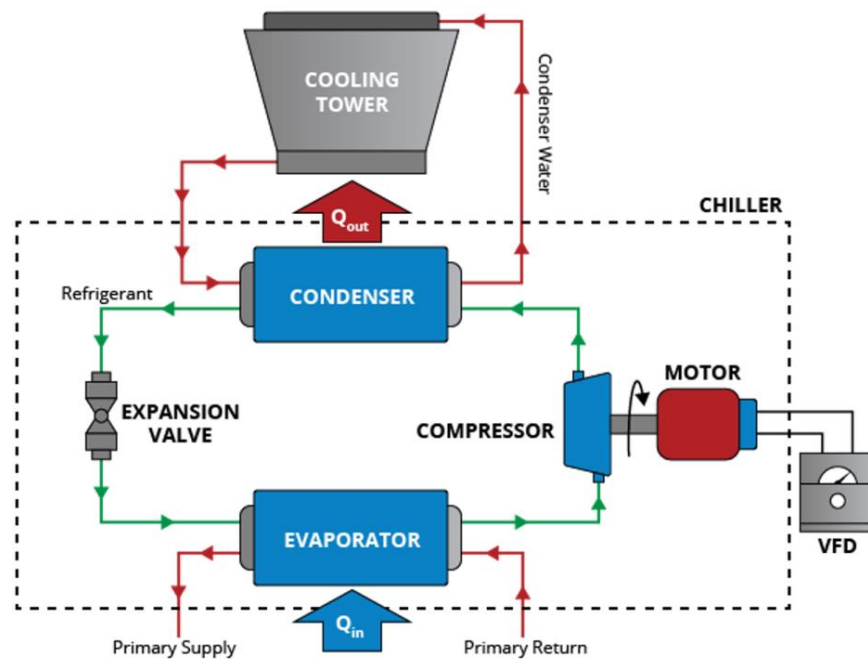 COOLING
TOWER
Condenser Water
CHILLER
Qout
Refrigerant
CONDENSER
MOTOR
EXPANSION
VALVE
COMPRESSOR
EVAPORATOR
VFD
Qin
Primary Supply
Primary Return